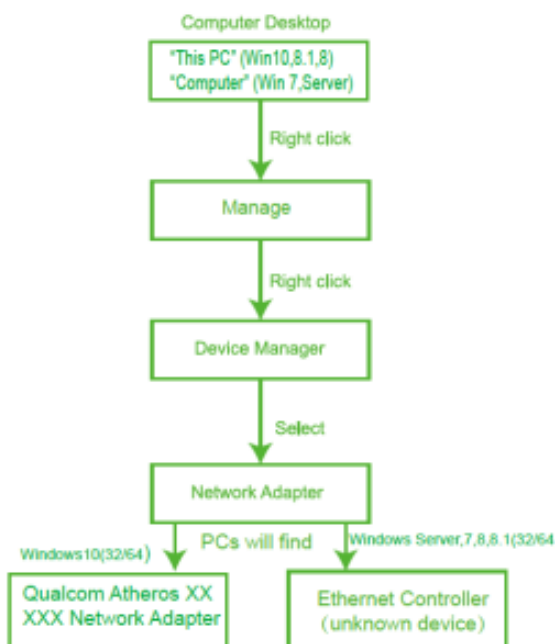 Computer Desktop
"This PC" (Win10,8.1,8)
"Computer" (Win 7,Server)
Right click
Manage
Right click
Device Manager
Select
Network Adapter
PCs will find
Windows10(32/64)
Windows Server,7,8,8.1(32/64
Qualcom Atheros XX
XXX Network Adapter
Ethernet Controller
(unknown device)